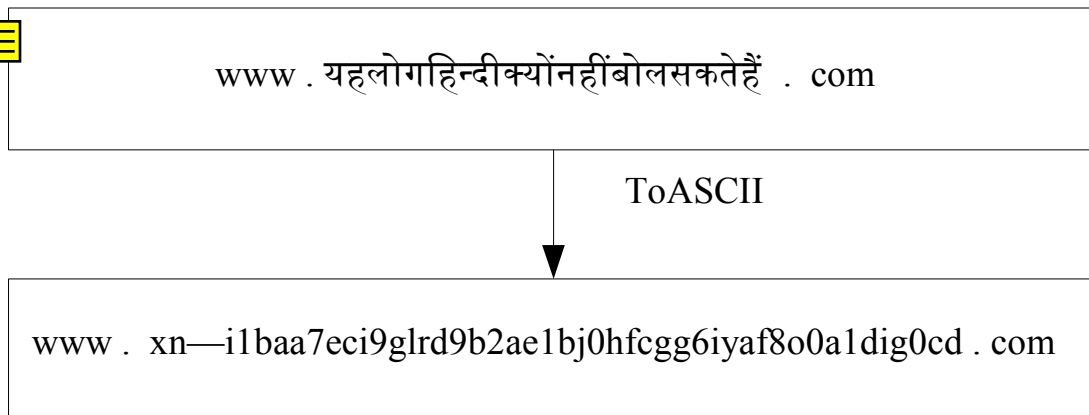 www . यहलोगहिन्दीक्योंनहींबोलसकतेहैं . com
ToASCII
www . xn—i1baa7eci9glrd9b2ae1bj0hfcgg6iyaf8o0a1dig0cd . com